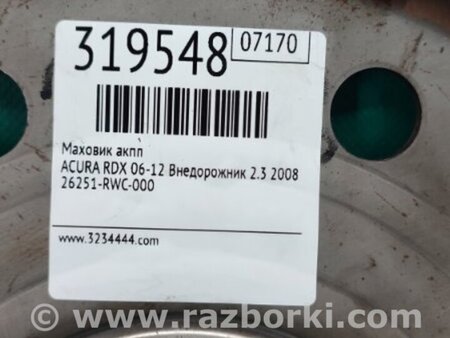 319548 07170
Маховик акпп
ACURA RDX 06-12 Внедорожник 2.3 2008
26251-RWC-000
www.3234444.com
© www.razborki.com